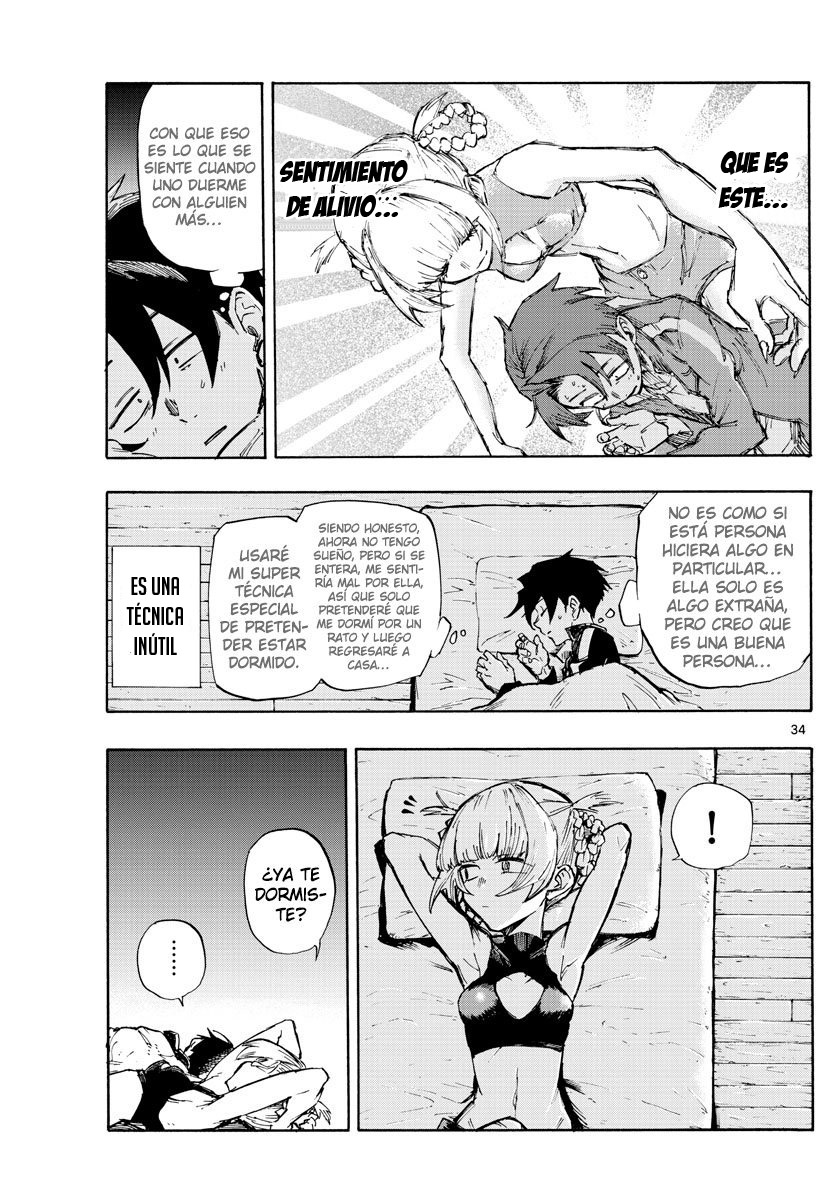 QUE ES
ESTE...
SENTIMIENTO
DE ALIVIO...
CON QUE ESO
ES LO QUE SE
SIENTE CUANDO
UNO DUERME
CON ALGUIEN
MÁS...
NO ES COMO SI
ESTÁ PERSONA
HICIERA ALGO EN
PARTICULAR...
ELLA SOLO ES
ALGO EXTRAÑA,
PERO CREO QUE
ES UNA BUENA
PERSONA...
SIENDO HONESTO,
AHORA NO TENGO
SUEÑO, PERO SI SE
ENTERA, ME SENTI-
RÍA MAL POR ELLA,
ASÍ QUE SOLO
PRETENDERÉ QUE
ME DORMÍ POR UN
RATO Y LUEGO
REGRESARÉ A
CASA...
USARÉ
MI SUPER
TÉCNICA
ESPECIAL
DE PRETEN-
DER ESTAR
DORMIDO.
ES UNA
TÉCNICA
INÚTIL
34
!
¿YA TE
DORMIS-
TE?
......